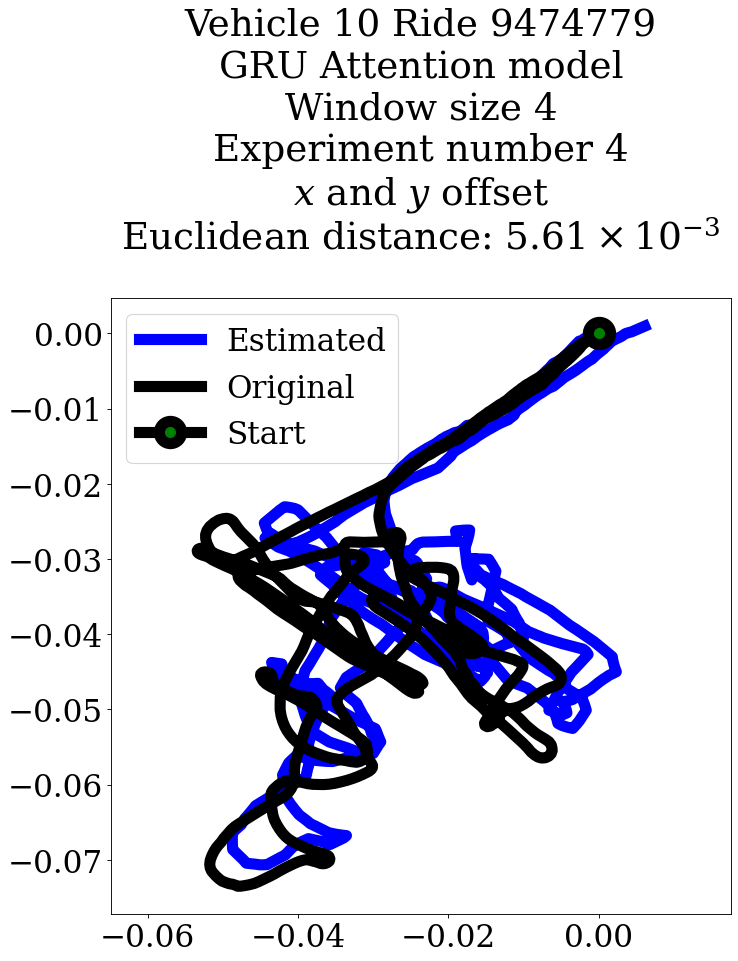 Vehicle 10 Ride 9474779
GRU Attention model
Window size 4
Experiment number 4
x and y offset
Euclidean distance: 5.61 × 10⁻³
Estimated
Original
Start
0.00
−0.01
−0.02
−0.03
−0.04
−0.05
−0.06
−0.07
−0.06 −0.04 −0.02 0.00